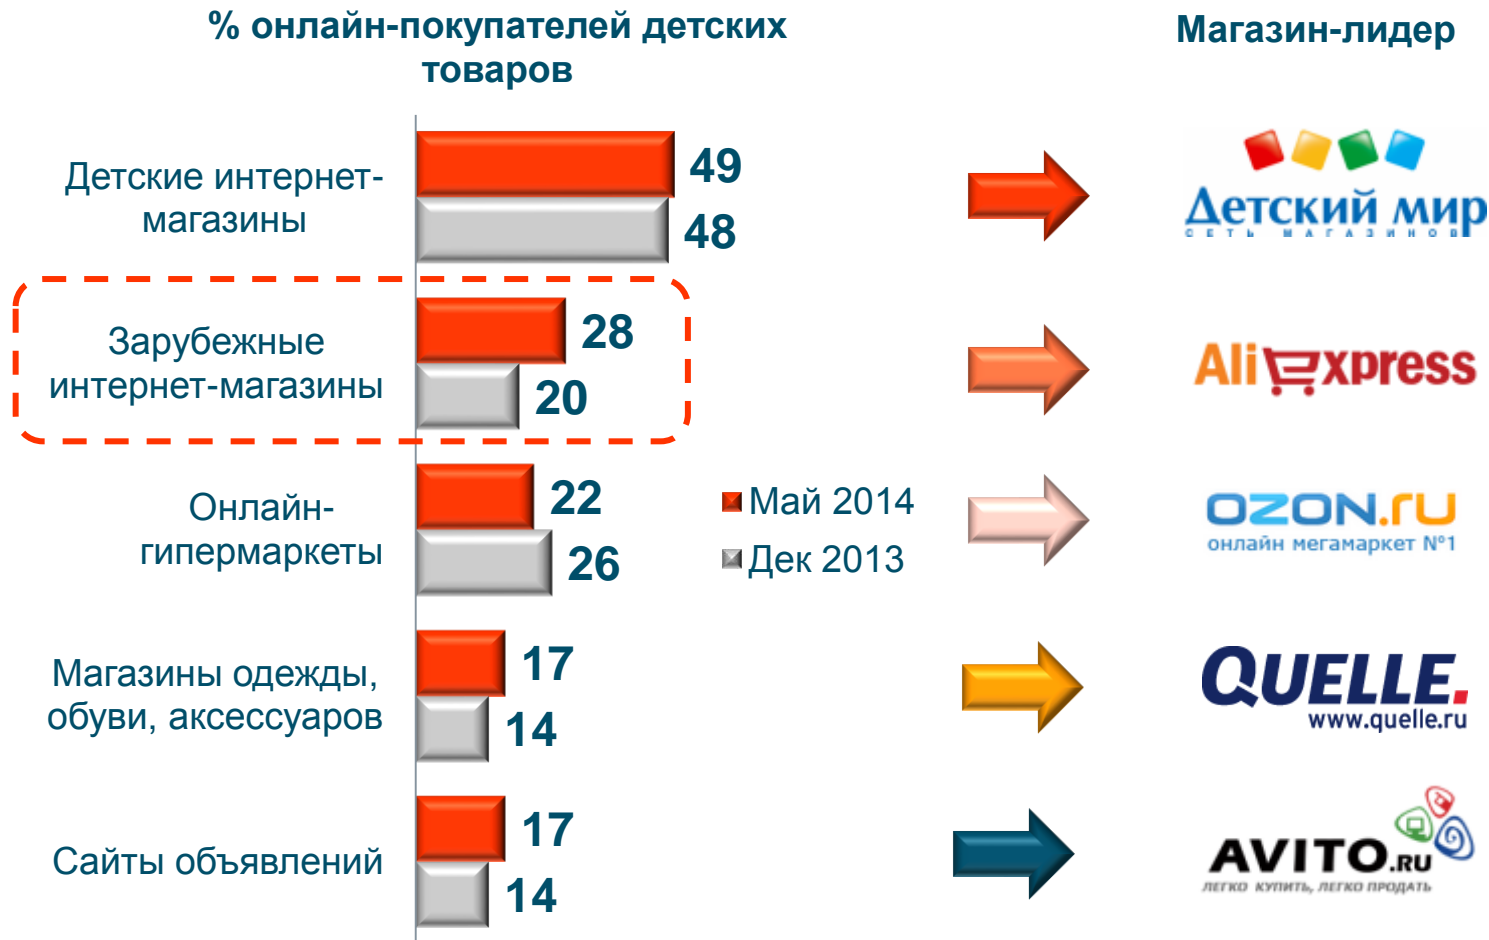 % онлайн-покупателей детских
товаров
Магазин-лидер
Детские интернет-
магазины
49
48
Детский мир
СЕТЬ МАГАЗИНОВ
Зарубежные
интернет-магазины
28
20
AliExpress
Онлайн-
гипермаркеты
22
26
Май 2014
Дек 2013
OZON.ru
онлайн мегамаркет №1
Магазины одежды,
обуви, аксессуаров
17
14
QUELLE.
www.quelle.ru
Сайты объявлений
17
14
AVITO.RU
ЛЕГКО КУПИТЬ, ЛЕГКО ПРОДАТЬ